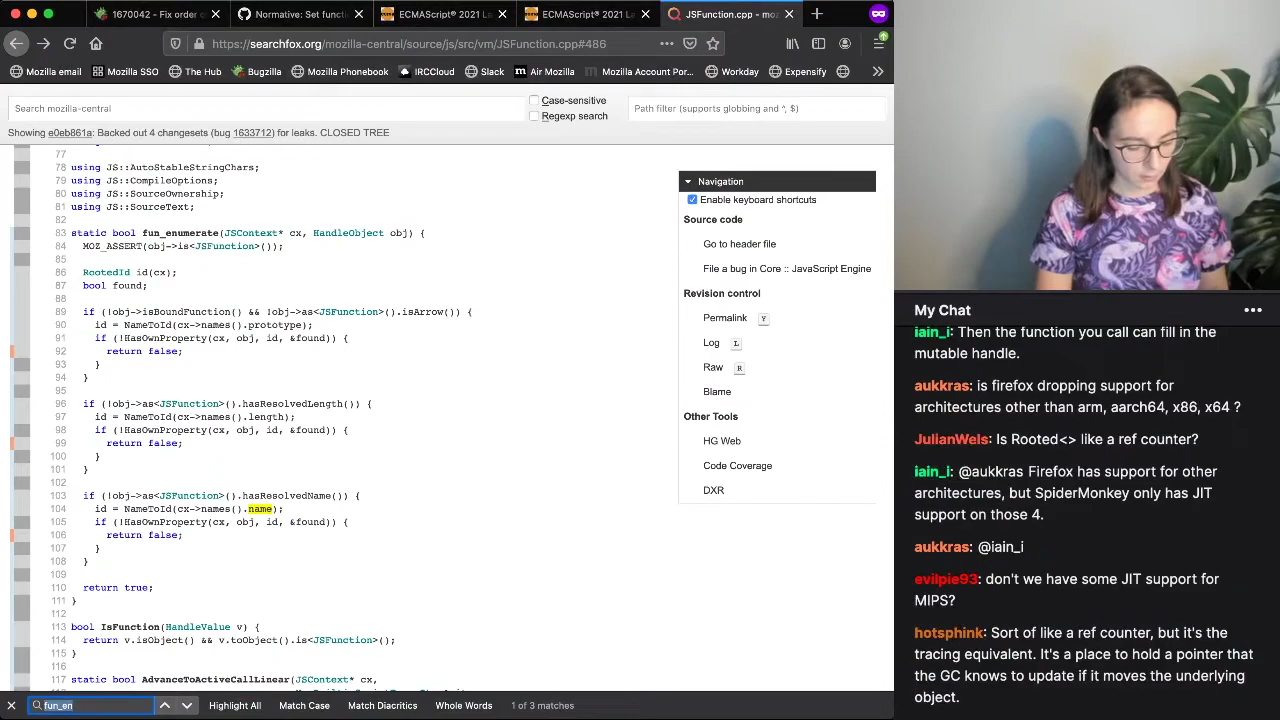 1670042 - Fix order o
Normative: Set functi
ECMAScript® 2021 La
ECMAScript® 2021 La
JSFunction.cpp - moz
https://searchfox.org/mozilla-central/source/js/src/vm/JSFunction.cpp#486
Mozilla email
Mozilla SSO
The Hub
Bugzilla
Mozilla Phonebook
IRCCloud
Slack
Air Mozilla
Mozilla Account Por...
Workday
Expensify
Search mozilla-central
Case-sensitive
Regexp search
Path filter (supports globbing and ^, $)
Showing e0eb861a: Backed out 4 changesets (bug 1633712) for leaks. CLOSED TREE
77
78 using JS::AutoStableStringChars;
79 using JS::CompileOptions;
80 using JS::SourceOwnership;
81 using JS::SourceText;
82
83 static bool fun_enumerate(JSContext* cx, HandleObject obj) {
84 MOZ_ASSERT(obj->is<JSFunction>());
85
86 RootedId id(cx);
87 bool found;
88
89 if (!obj->isBoundFunction() && !obj->as<JSFunction>().isArrow()) {
90 id = NameToId(cx->names().prototype);
91 if (!HasOwnProperty(cx, obj, id, &found)) {
92 return false;
93 }
94 }
95
96 if (!obj->as<JSFunction>().hasResolvedLength()) {
97 id = NameToId(cx->names().length);
98 if (!HasOwnProperty(cx, obj, id, &found)) {
99 return false;
100 }
101 }
102
103 if (!obj->as<JSFunction>().hasResolvedName()) {
104 id = NameToId(cx->names().name);
105 if (!HasOwnProperty(cx, obj, id, &found)) {
106 return false;
107 }
108 }
109
110 return true;
111 }
112
113 bool IsFunction(HandleValue v) {
114 return v.isObject() && v.toObject().is<JSFunction>();
115 }
116
117 static bool AdvanceToActiveCallLinear(JSContext* cx,
Navigation
Enable keyboard shortcuts
Source code
Go to header file
File a bug in Core :: JavaScript Engine
Revision control
Permalink Y
Log L
Raw R
Blame
Other Tools
HG Web
Code Coverage
DXR
fun_en
Highlight All
Match Case
Match Diacritics
Whole Words
1 of 3 matches
My Chat
iain_i: Then the function you call can fill in the
mutable handle.
aukkras: is firefox dropping support for
architectures other than arm, aarch64, x86, x64 ?
JulianWels: Is Rooted<> like a ref counter?
iain_i: @aukkras Firefox has support for other
architectures, but SpiderMonkey only has JIT
support on those 4.
aukkras: @iain_i
evilpie93: don't we have some JIT support for
MIPS?
hotsphink: Sort of like a ref counter, but it's the
tracing equivalent. It's a place to hold a pointer that
the GC knows to update if it moves the underlying
object.